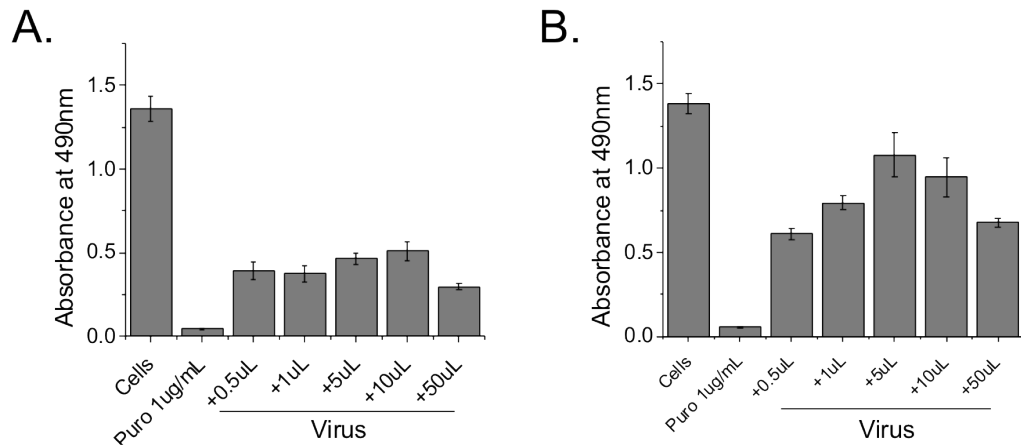 A.
Absorbance at 490nm
1.5
1.0
0.5
0.0
Cells
Puro 1ug/mL
+0.5uL
+1uL
+5uL
+10uL
+50uL
Virus
B.
Absorbance at 490nm
1.5
1.0
0.5
0.0
Cells
Puro 1ug/mL
+0.5uL
+1uL
+5uL
+10uL
+50uL
Virus